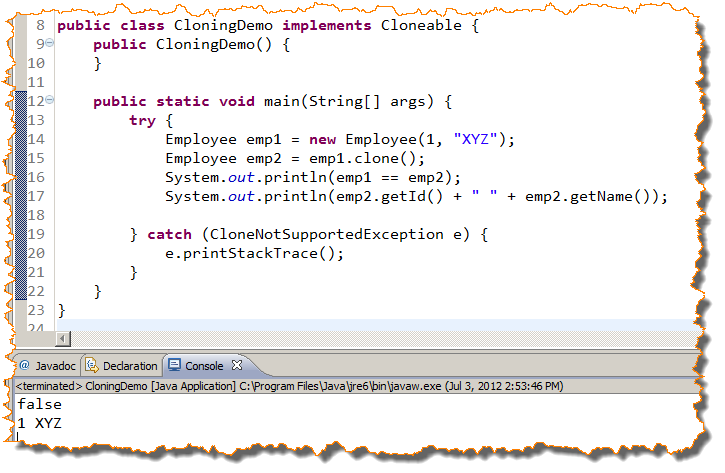 8 public class CloningDemo implements Cloneable {
9     public CloningDemo() {
10     }
11
12     public static void main(String[] args) {
13         try {
14             Employee emp1 = new Employee(1, "XYZ");
15             Employee emp2 = emp1.clone();
16             System.out.println(emp1 == emp2);
17             System.out.println(emp2.getId() + " " + emp2.getName());
18
19         } catch (CloneNotSupportedException e) {
20             e.printStackTrace();
21         }
22     }
23 }
24
@ Javadoc Declaration Console
<terminated> CloningDemo [Java Application] C:\Program Files\Java\jre6\bin\javaw.exe (Jul 3, 2012 2:53:46 PM)
false
1 XYZ